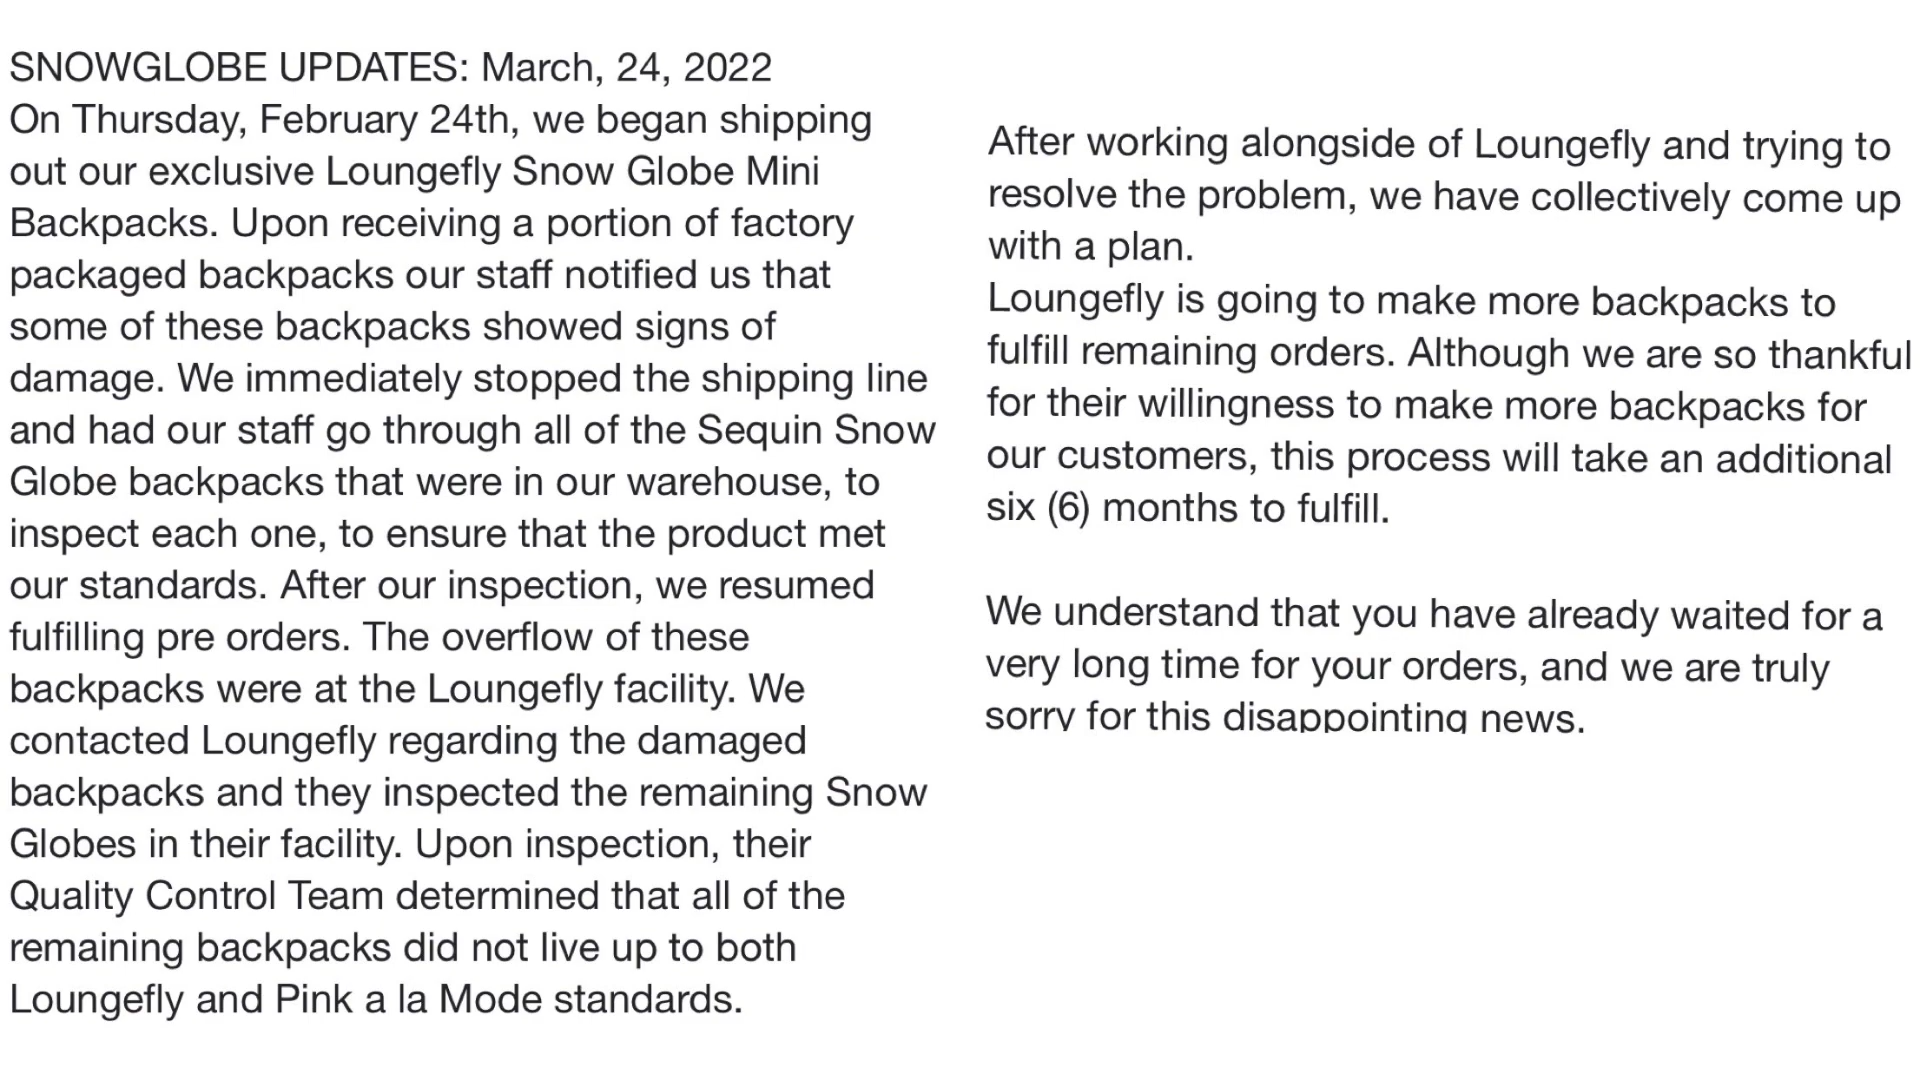 SNOWGLOBE UPDATES: March, 24, 2022
On Thursday, February 24th, we began shipping
out our exclusive Loungefly Snow Globe Mini
Backpacks. Upon receiving a portion of factory
packaged backpacks our staff notified us that
some of these backpacks showed signs of
damage. We immediately stopped the shipping line
and had our staff go through all of the Sequin Snow
Globe backpacks that were in our warehouse, to
inspect each one, to ensure that the product met
our standards. After our inspection, we resumed
fulfilling pre orders. The overflow of these
backpacks were at the Loungefly facility. We
contacted Loungefly regarding the damaged
backpacks and they inspected the remaining Snow
Globes in their facility. Upon inspection, their
Quality Control Team determined that all of the
remaining backpacks did not live up to both
Loungefly and Pink a la Mode standards.
After working alongside of Loungefly and trying to
resolve the problem, we have collectively come up
with a plan.
Loungefly is going to make more backpacks to
fulfill remaining orders. Although we are so thankful
for their willingness to make more backpacks for
our customers, this process will take an additional
six (6) months to fulfill.
We understand that you have already waited for a
very long time for your orders, and we are truly
sorry for this disappointing news.